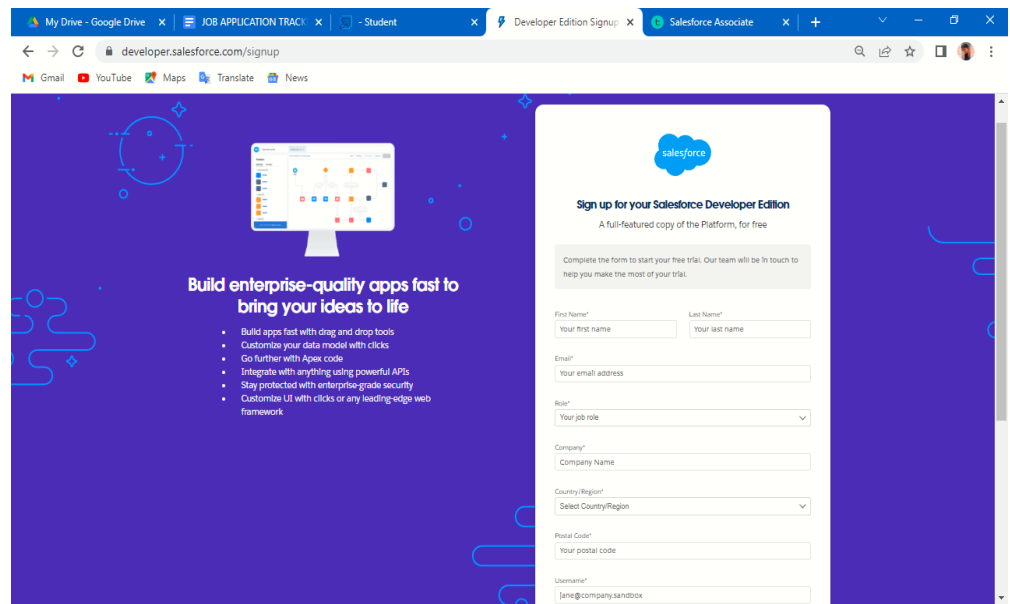 My Drive - Google Drive
JOB APPLICATION TRACK
- Student
Developer Edition Signup
Salesforce Associate
developer.salesforce.com/signup
Gmail
YouTube
Maps
Translate
News
Build enterprise-quality apps fast to
bring your ideas to life
Build apps fast with drag and drop tools
Customize your data model with clicks
Go further with Apex code
Integrate with anything using powerful APIs
Stay protected with enterprise-grade security
Customize UI with clicks or any leading-edge web
framework
salesforce
Sign up for your Salesforce Developer Edition
A full-featured copy of the Platform, for free
Complete the form to start your free trial. Our team will be in touch to
help you make the most of your trial.
First Name*
Last Name*
Your first name
Your last name
Email*
Your email address
Role*
Your job role
Company*
Company Name
Country/Region*
Select Country/Region
Postal Code*
Your postal code
Username*
jane@company.sandbox